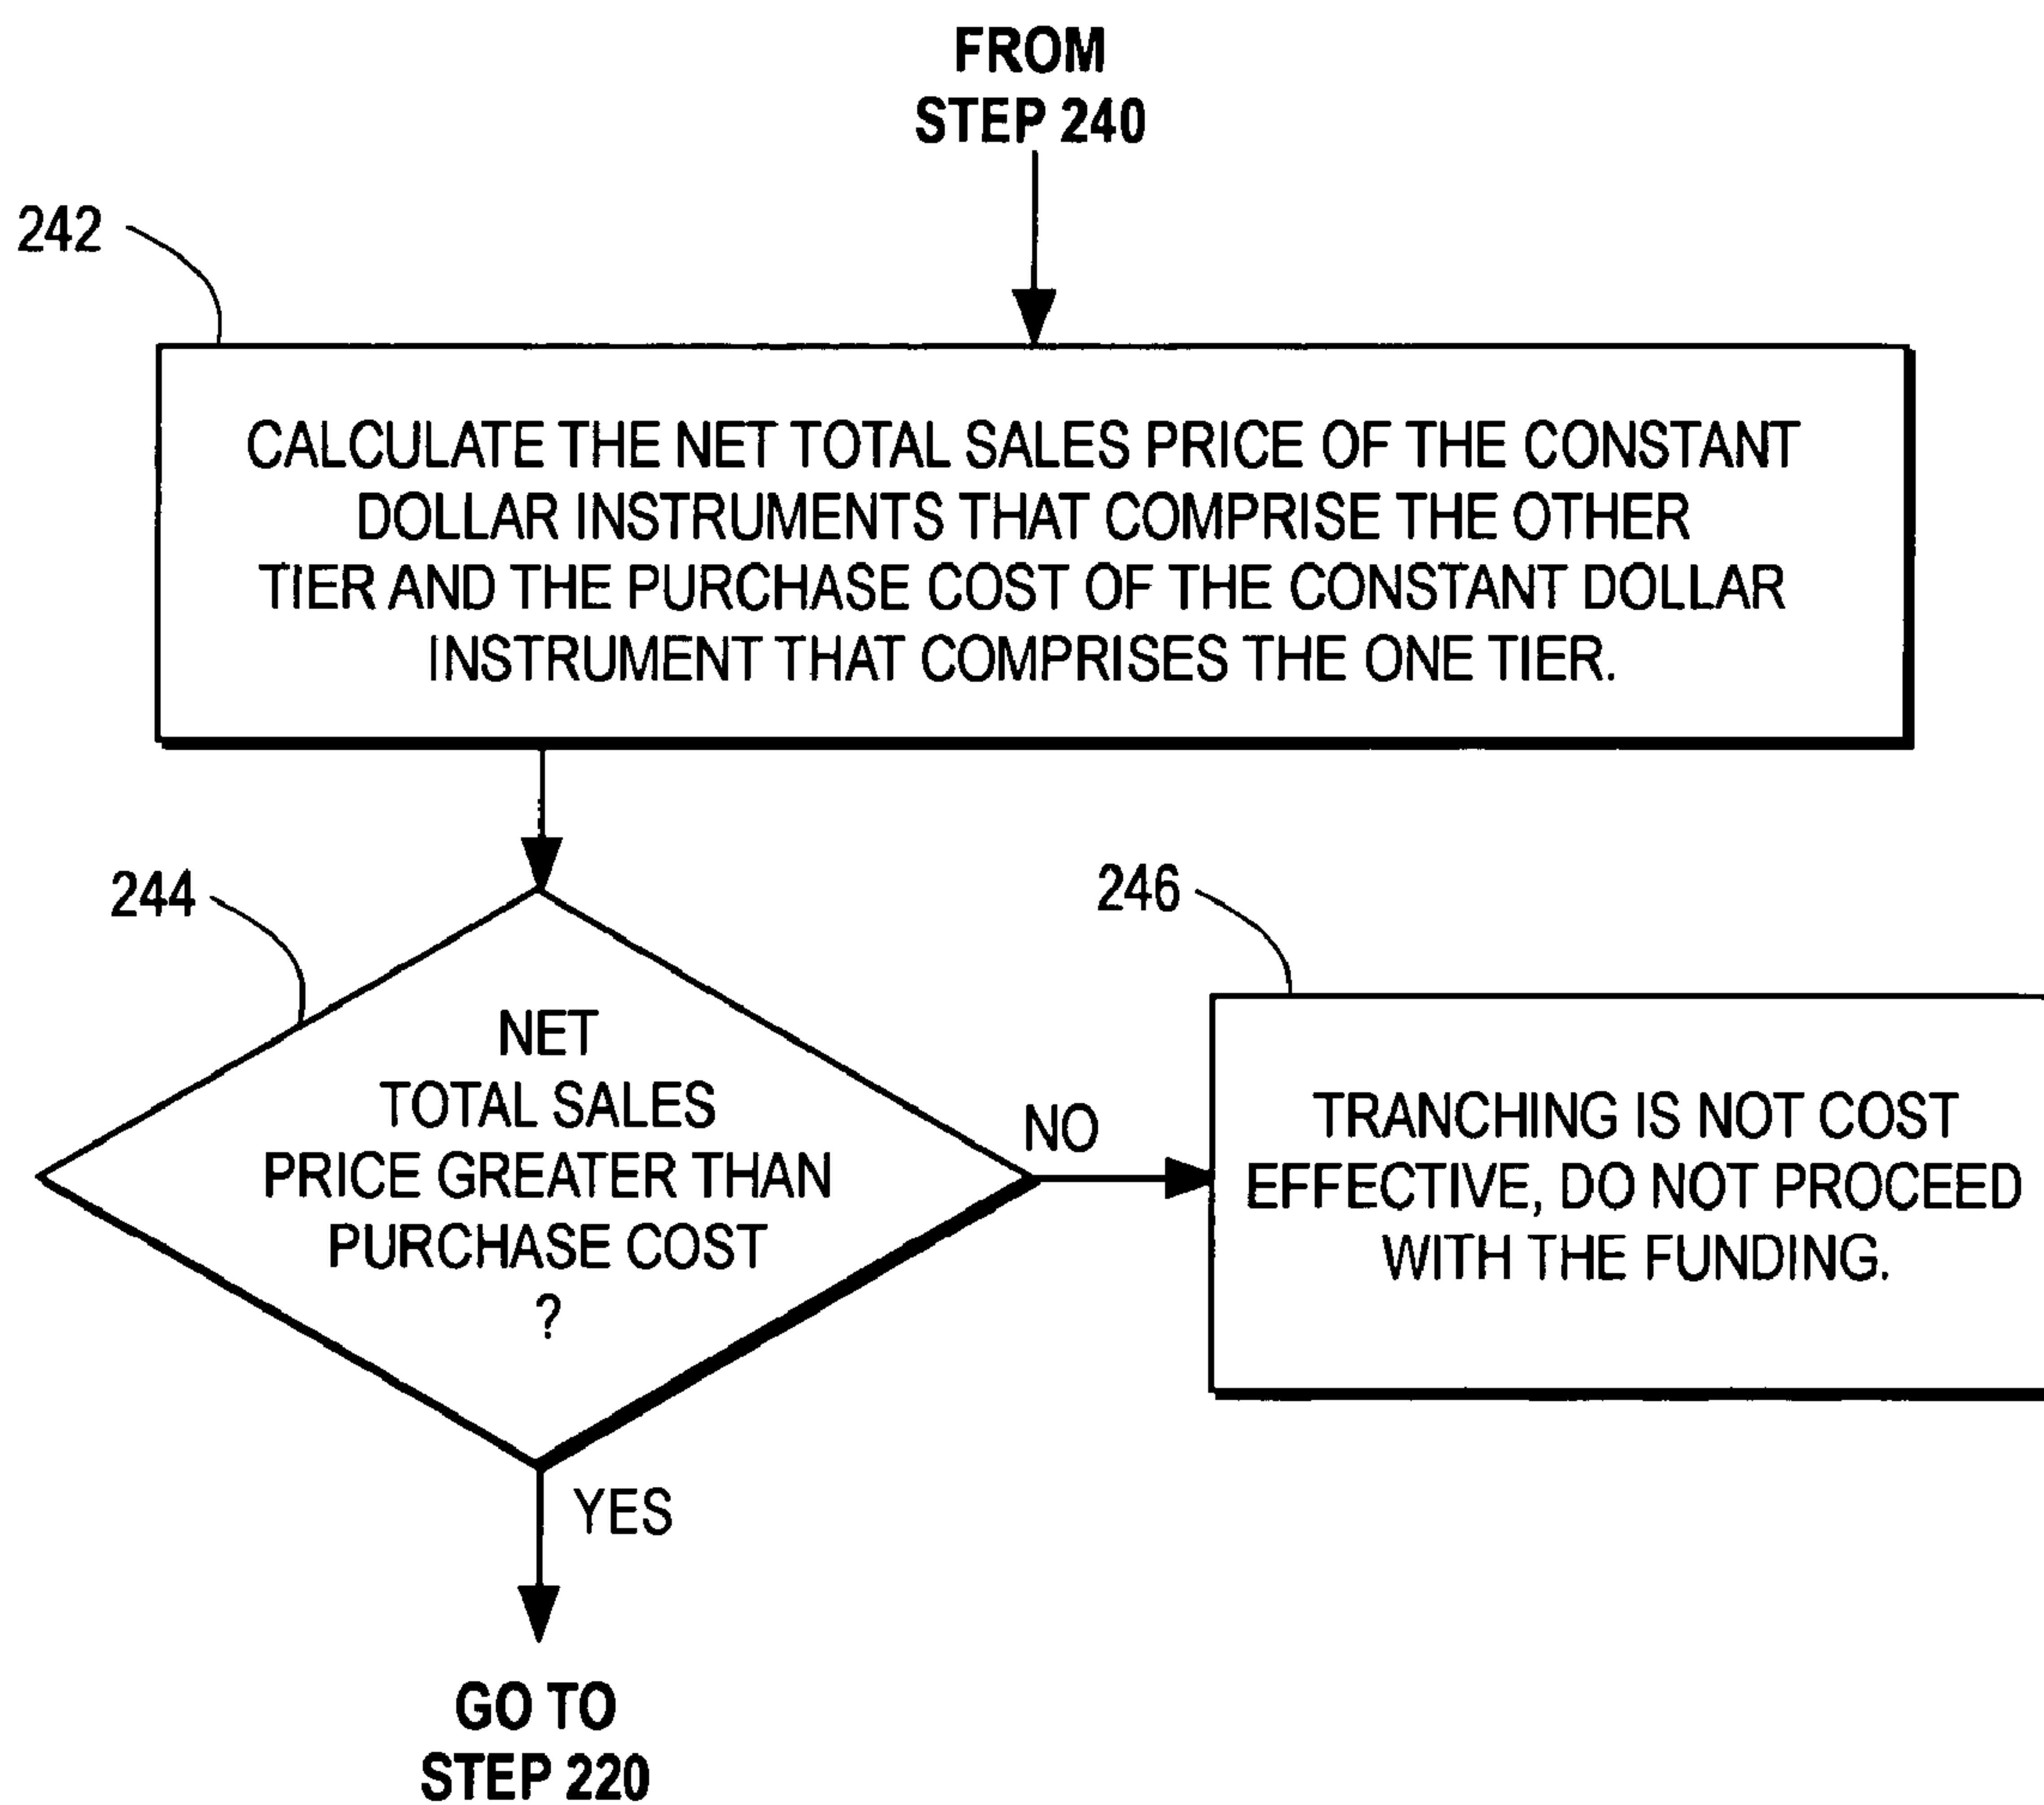 FROM
STEP 240
242
CALCULATE THE NET TOTAL SALES PRICE OF THE CONSTANT
DOLLAR INSTRUMENTS THAT COMPRISE THE OTHER
TIER AND THE PURCHASE COST OF THE CONSTANT DOLLAR
INSTRUMENT THAT COMPRISES THE ONE TIER.
244
NET
TOTAL SALES
PRICE GREATER THAN
PURCHASE COST
?
NO
246
TRANCHING IS NOT COST
EFFECTIVE, DO NOT PROCEED
WITH THE FUNDING.
YES
GO TO
STEP 220